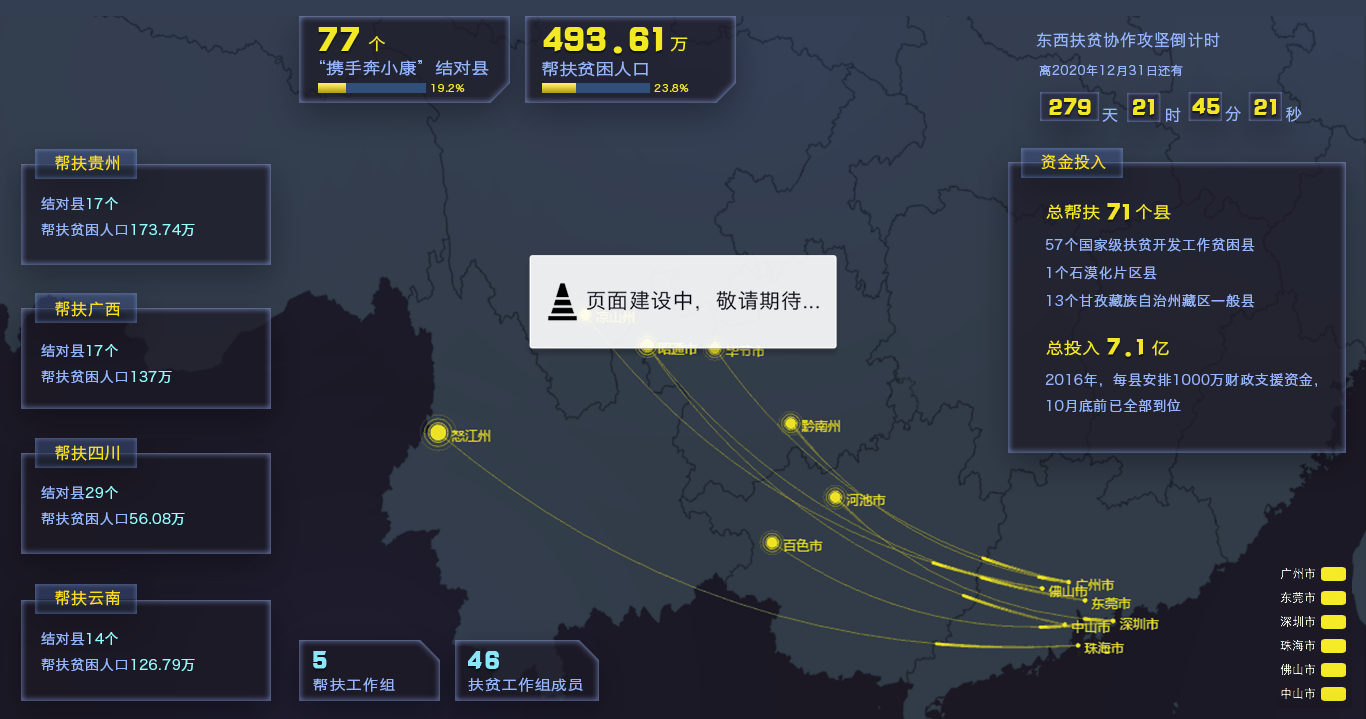 77 个
“携手奔小康” 结对县
19.2%
493.61 万
帮扶贫困人口
23.8%
东西扶贫协作攻坚倒计时
离2020年12月31日还有
279 天 21 时 45 分 21 秒
帮扶贵州
结对县17个
帮扶贫困人口173.74万
帮扶广西
结对县17个
帮扶贫困人口137万
帮扶四川
结对县29个
帮扶贫困人口56.08万
帮扶云南
结对县14个
帮扶贫困人口126.79万
页面建设中，敬请期待...
凉山州
昭通市
毕节市
怒江州
黔南州
河池市
百色市
广州市
佛山市
东莞市
深圳市
中山市
珠海市
资金投入
总帮扶 71 个县
57个国家级扶贫开发工作贫困县
1个石漠化片区县
13个甘孜藏族自治州藏区一般县
总投入 7.1 亿
2016年，每县安排1000万财政支援资金，
10月底前已全部到位
5
帮扶工作组
46
扶贫工作组成员
广州市
东莞市
深圳市
珠海市
佛山市
中山市